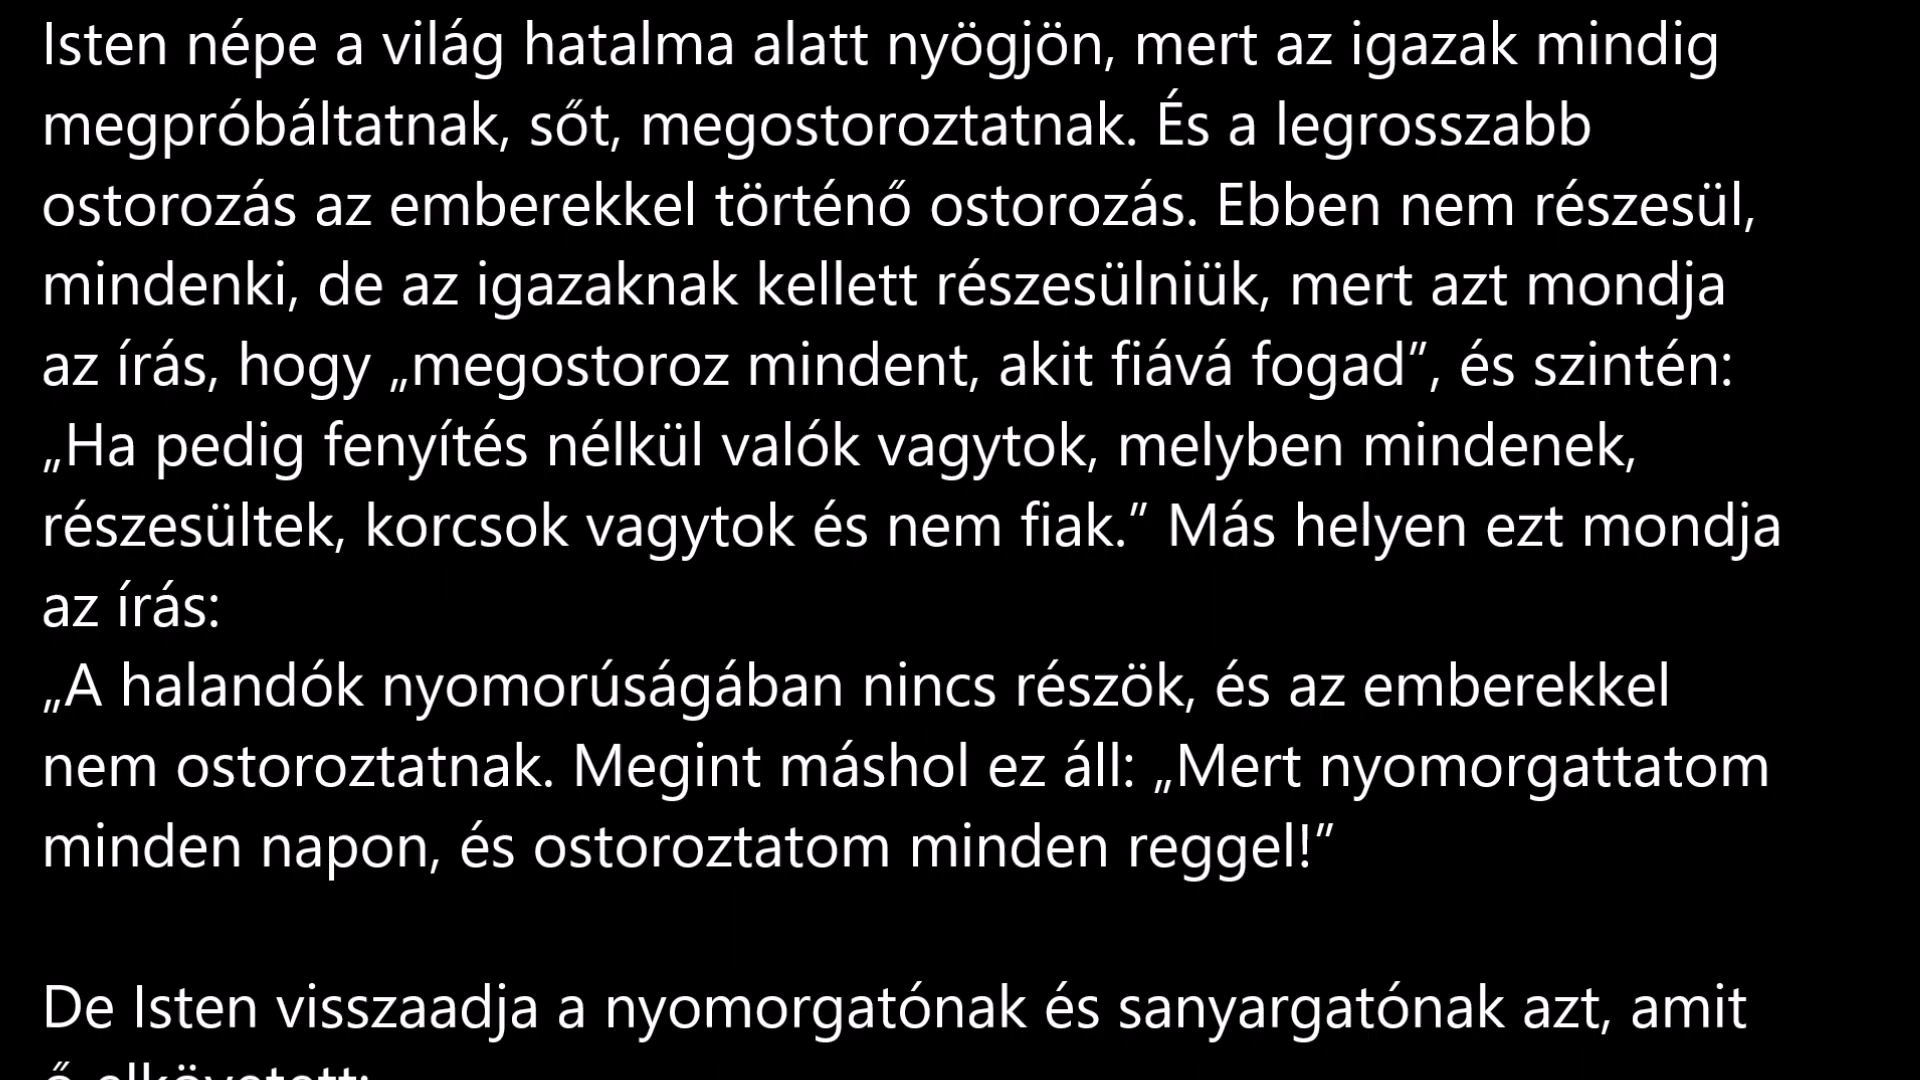 Isten népe a világ hatalma alatt nyögjön, mert az igazak mindig
megpróbáltatnak, sőt, megostoroztatnak. És a legrosszabb
ostorozás az emberekkel történő ostorozás. Ebben nem részesül,
mindenki, de az igazaknak kellett részesülniük, mert azt mondja
az írás, hogy „megostoroz mindent, akit fiává fogad”, és szintén:
„Ha pedig fenyítés nélkül valók vagytok, melyben mindenek,
részesültek, korcsok vagytok és nem fiak.” Más helyen ezt mondja
az írás:
„A halandók nyomorúságában nincs részök, és az emberekkel
nem ostoroztatnak. Megint máshol ez áll: „Mert nyomorgattatom
minden napon, és ostoroztatom minden reggel!”
De Isten visszaadja a nyomorgatónak és sanyargatónak azt, amit
ő elkövetett: